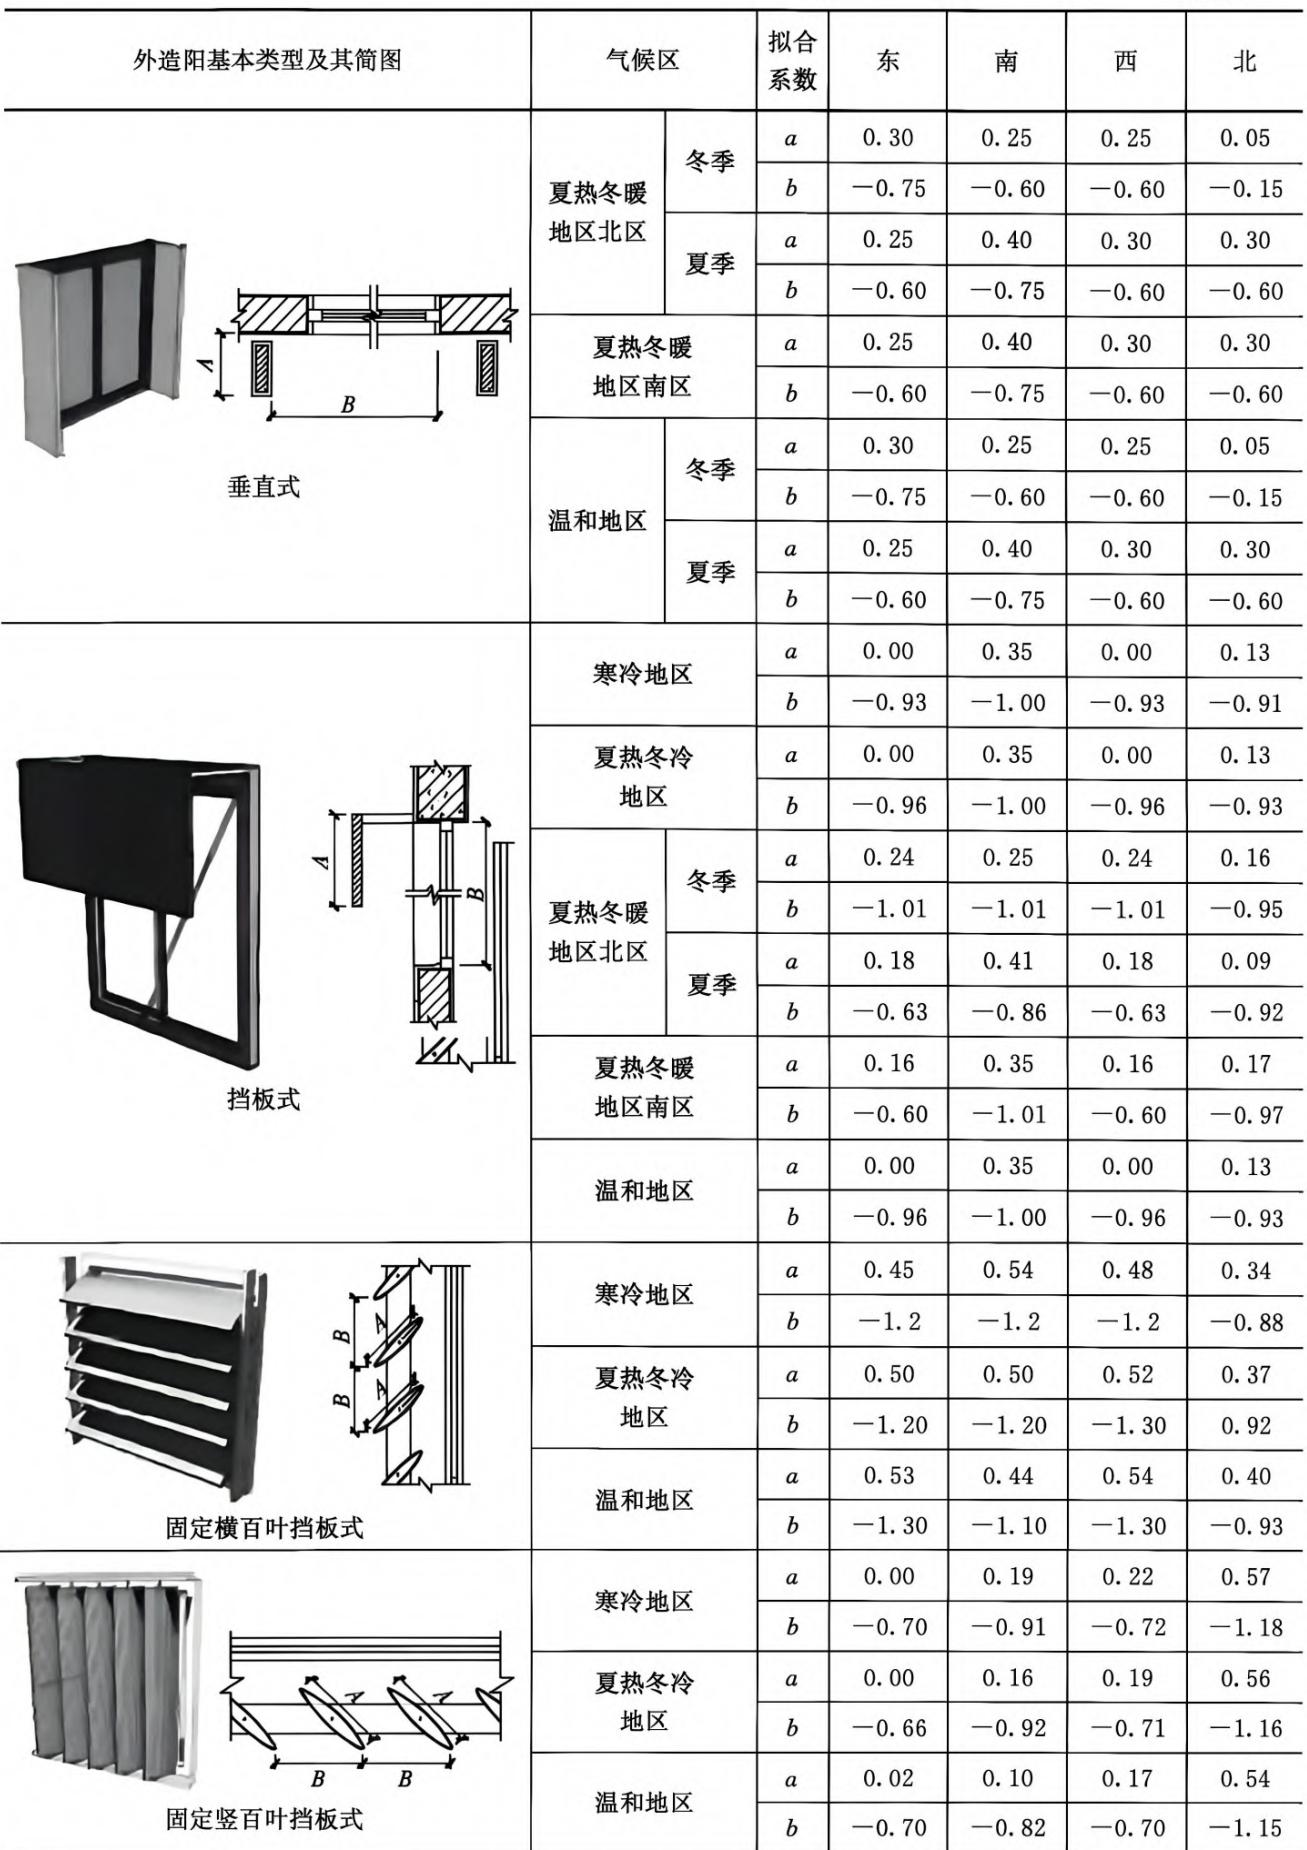 外造阳基本类型及其简图 气候区 拟合系数 东 南 西 北
垂直式
A
B
夏热冬暖地区北区 冬季 a 0.30 0.25 0.25 0.05
b －0.75 －0.60 －0.60 －0.15
夏季 a 0.25 0.40 0.30 0.30
b －0.60 －0.75 －0.60 －0.60
夏热冬暖地区南区 a 0.25 0.40 0.30 0.30
b －0.60 －0.75 －0.60 －0.60
温和地区 冬季 a 0.30 0.25 0.25 0.05
b －0.75 －0.60 －0.60 －0.15
夏季 a 0.25 0.40 0.30 0.30
b －0.60 －0.75 －0.60 －0.60
挡板式
A
B
寒冷地区 a 0.00 0.35 0.00 0.13
b －0.93 －1.00 －0.93 －0.91
夏热冬冷地区 a 0.00 0.35 0.00 0.13
b －0.96 －1.00 －0.96 －0.93
夏热冬暖地区北区 冬季 a 0.24 0.25 0.24 0.16
b －1.01 －1.01 －1.01 －0.95
夏季 a 0.18 0.41 0.18 0.09
b －0.63 －0.86 －0.63 －0.92
夏热冬暖地区南区 a 0.16 0.35 0.16 0.17
b －0.60 －1.01 －0.60 －0.97
温和地区 a 0.00 0.35 0.00 0.13
b －0.96 －1.00 －0.96 －0.93
固定横百叶挡板式
B
A
B
A
寒冷地区 a 0.45 0.54 0.48 0.34
b －1.2 －1.2 －1.2 －0.88
夏热冬冷地区 a 0.50 0.50 0.52 0.37
b －1.20 －1.20 －1.30 0.92
温和地区 a 0.53 0.44 0.54 0.40
b －1.30 －1.10 －1.30 －0.93
固定竖百叶挡板式
A
A
B
B
寒冷地区 a 0.00 0.19 0.22 0.57
b －0.70 －0.91 －0.72 －1.18
夏热冬冷地区 a 0.00 0.16 0.19 0.56
b －0.66 －0.92 －0.71 －1.16
温和地区 a 0.02 0.10 0.17 0.54
b －0.70 －0.82 －0.70 －1.15